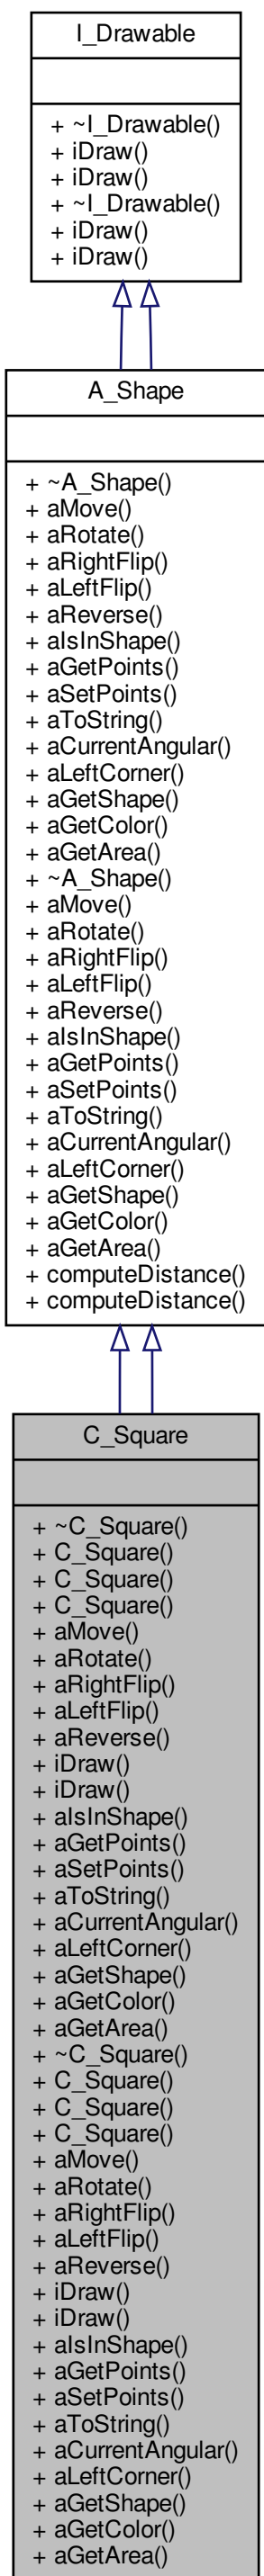 I_Drawable
+ ~I_Drawable()
+ iDraw()
+ iDraw()
+ ~I_Drawable()
+ iDraw()
+ iDraw()
A_Shape
+ ~A_Shape()
+ aMove()
+ aRotate()
+ aRightFlip()
+ aLeftFlip()
+ aReverse()
+ aIsInShape()
+ aGetPoints()
+ aSetPoints()
+ aToString()
+ aCurrentAngular()
+ aLeftCorner()
+ aGetShape()
+ aGetColor()
+ aGetArea()
+ ~A_Shape()
+ aMove()
+ aRotate()
+ aRightFlip()
+ aLeftFlip()
+ aReverse()
+ aIsInShape()
+ aGetPoints()
+ aSetPoints()
+ aToString()
+ aCurrentAngular()
+ aLeftCorner()
+ aGetShape()
+ aGetColor()
+ aGetArea()
+ computeDistance()
+ computeDistance()
C_Square
+ ~C_Square()
+ C_Square()
+ C_Square()
+ C_Square()
+ aMove()
+ aRotate()
+ aRightFlip()
+ aLeftFlip()
+ aReverse()
+ iDraw()
+ iDraw()
+ aIsInShape()
+ aGetPoints()
+ aSetPoints()
+ aToString()
+ aCurrentAngular()
+ aLeftCorner()
+ aGetShape()
+ aGetColor()
+ aGetArea()
+ ~C_Square()
+ C_Square()
+ C_Square()
+ C_Square()
+ aMove()
+ aRotate()
+ aRightFlip()
+ aLeftFlip()
+ aReverse()
+ iDraw()
+ iDraw()
+ aIsInShape()
+ aGetPoints()
+ aSetPoints()
+ aToString()
+ aCurrentAngular()
+ aLeftCorner()
+ aGetShape()
+ aGetColor()
+ aGetArea()